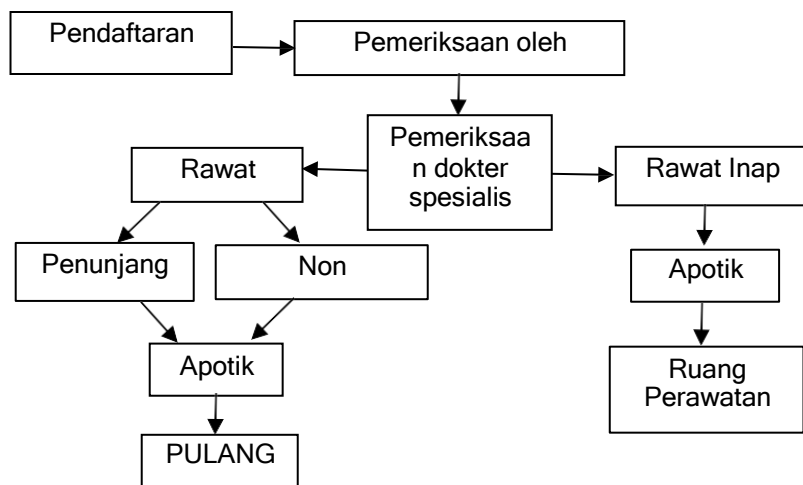 Pendaftaran
Pemeriksaan oleh
Pemeriksaa
n dokter
spesialis
Rawat
Rawat Inap
Penunjang
Non
Apotik
Apotik
Ruang
Perawatan
PULANG